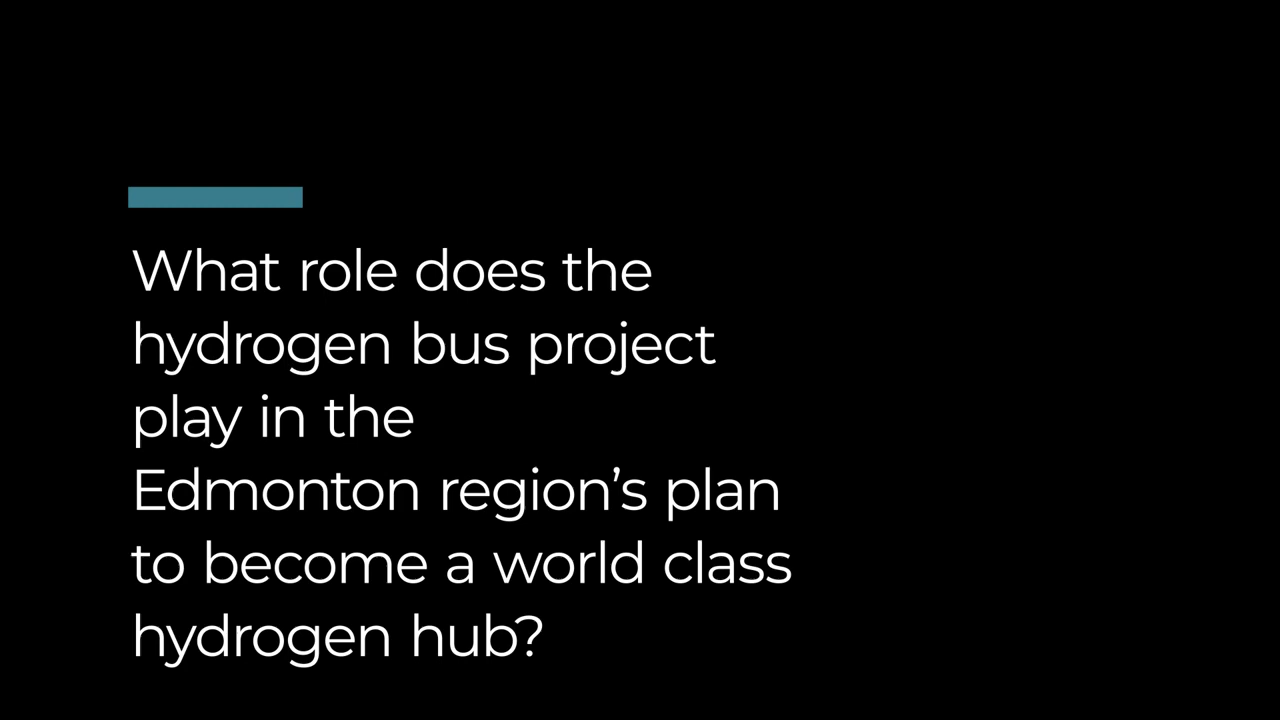 What role does the
hydrogen bus project
play in the
Edmonton region’s plan
to become a world class
hydrogen hub?